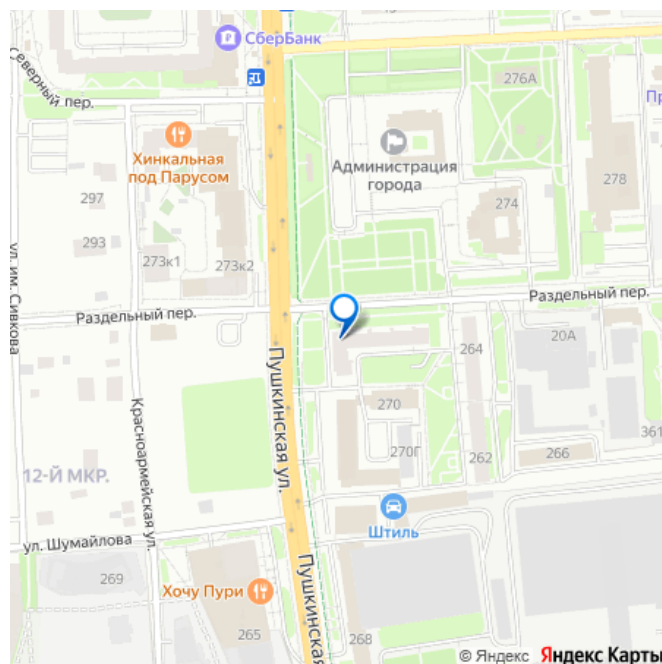 СберБанк
Северный пер.
276А
Пр
Хинкальная
под Парусом
Администрация
города
278
297
274
293
273к1
273к2
ул. им. Сивкова
Раздельный пер.
Раздельный пер.
20А
264
Пушкинская ул.
270
Красноармейская ул.
361
270Г
266
262
12-Й МКР.
Штиль
ул. Шумайлова
Пушкинская
269
Хочу Пури
265
268
© Яндекс Яндекс Карты